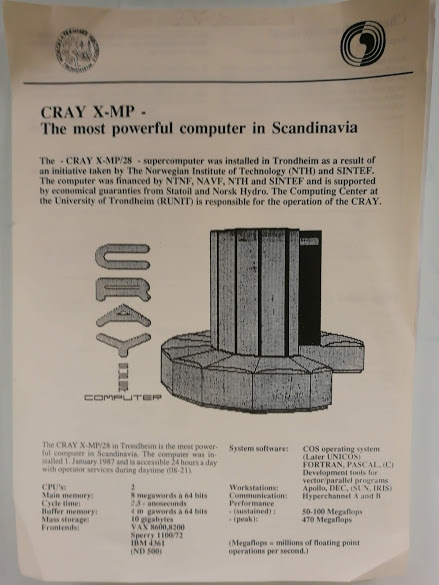 CRAY X-MP -
The most powerful computer in Scandinavia
The - CRAY X-MP/28 - supercomputer was installed in Trondheim as a result of
an initiative taken by The Norwegian Institute of Technology (NTH) and SINTEF.
The computer was financed by NTNF, NAVF, NTH and SINTEF and is supported
by economical guaranties from Statoil and Norsk Hydro. The Computing Center at
the University of Trondheim (RUNIT) is responsible for the operation of the CRAY.
CRAY
SUPER
COMPUTER
The CRAY X-MP/28 in Trondheim is the most power-
ful computer in Scandinavia. The computer was in-
stalled 1. January 1987 and is accessible 24 hours a day
with operator services during daytime (08-21).
CPU's: 2
Main memory: 8 megawords à 64 bits
Cycle time: nanoseconds
Buffer memory: 4 m gawords à 64 bits
Mass storage: 10 gigabytes
Frontends: VAX 8600,8200
Sperry 1100/72
IBM 4361
(ND 500)
System software: COS operating system
(Later UNICOS)
FORTRAN, PASCAL, (C)
Development tools for
vector/parallel programs
Workstations: Apollo, DEC, (SUN, IRIS)
Communication: Hyperchannel A and B
Performance
- (sustained) : 50-100 Megaflops
- (peak): 470 Megaflops
(Megaflops = millions of floating point
operations per second.)